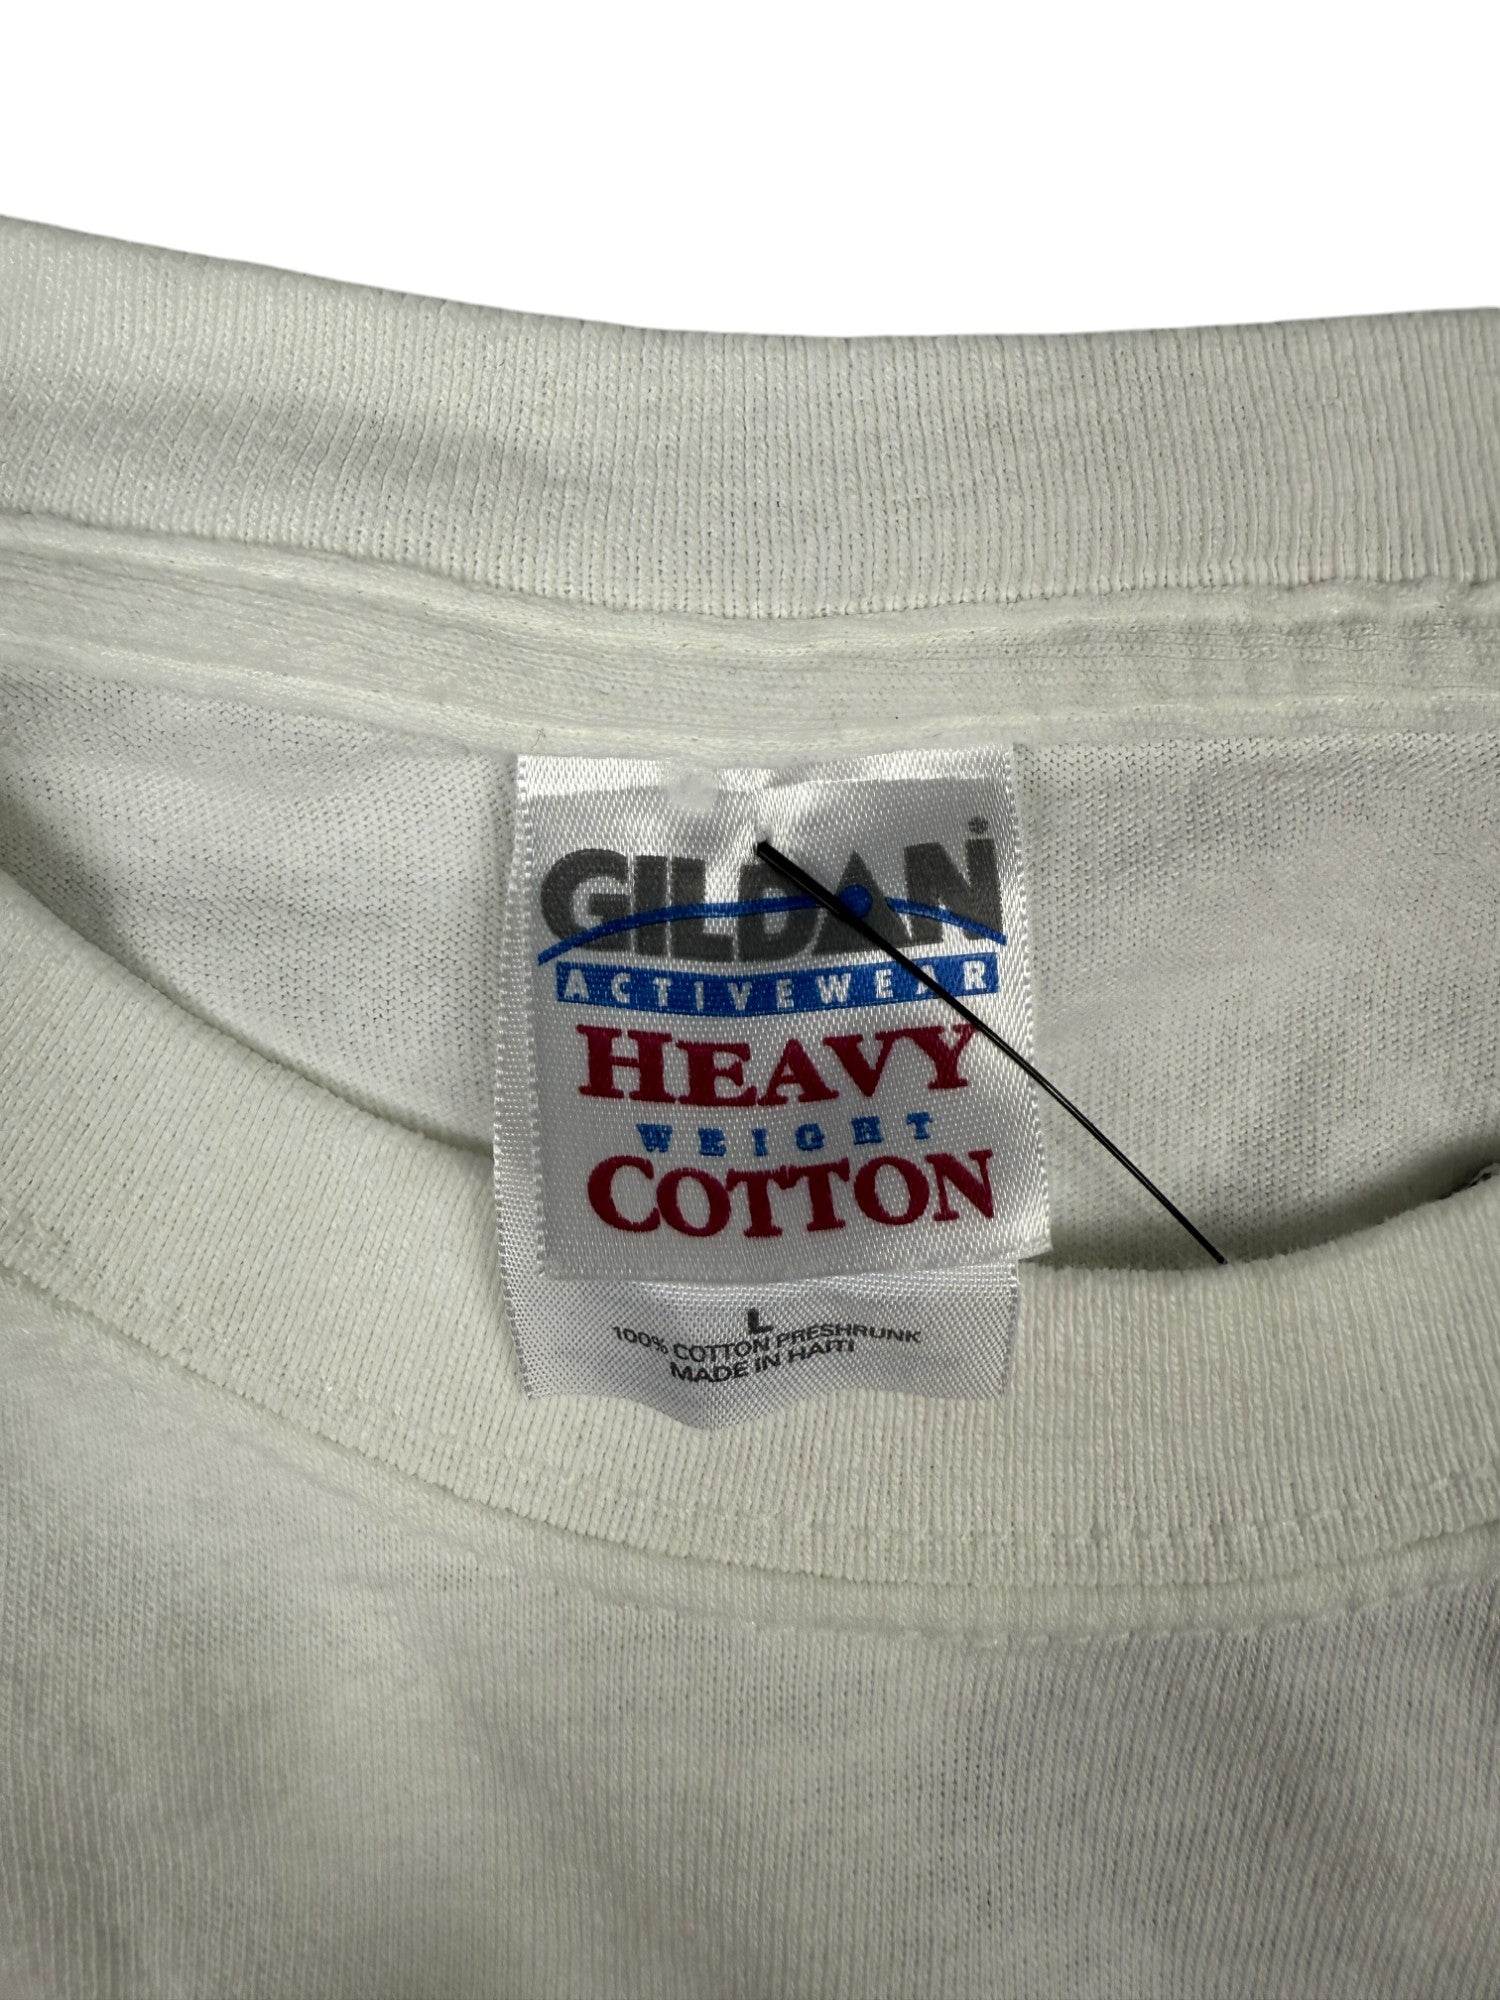 GILDAN®
ACTIVEWEAR
HEAVY
WEIGHT
COTTON
L
100% COTTON PRESHRUNK
MADE IN HAITI